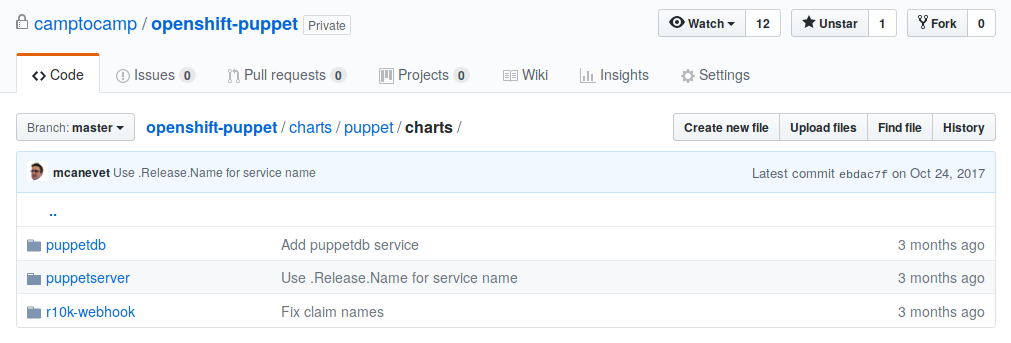 camptocamp / openshift-puppet Private Watch 12 Unstar 1 Fork 0
Code Issues 0 Pull requests 0 Projects 0 Wiki Insights Settings
Branch: master openshift-puppet / charts / puppet / charts / Create new file Upload files Find file History
mcanevet Use .Release.Name for service name Latest commit ebdac7f on Oct 24, 2017
..
puppetdb Add puppetdb service 3 months ago
puppetserver Use .Release.Name for service name 3 months ago
r10k-webhook Fix claim names 3 months ago